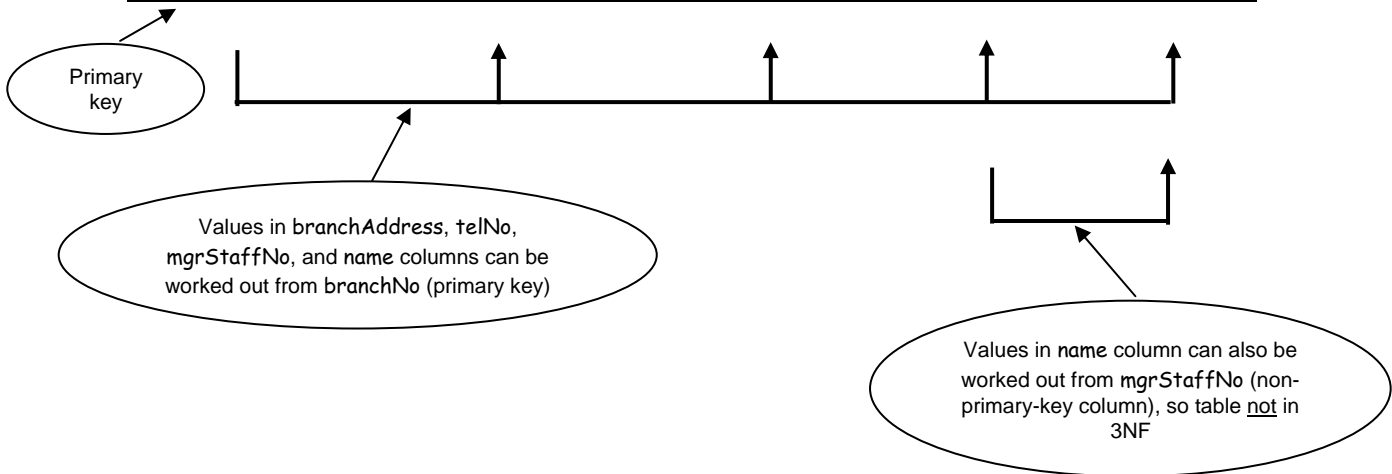 Primary
key
Values in branchAddress, telNo,
mgrStaffNo, and name columns can be
worked out from branchNo (primary key)
Values in name column can also be
worked out from mgrStaffNo (non-
primary-key column), so table not in
3NF